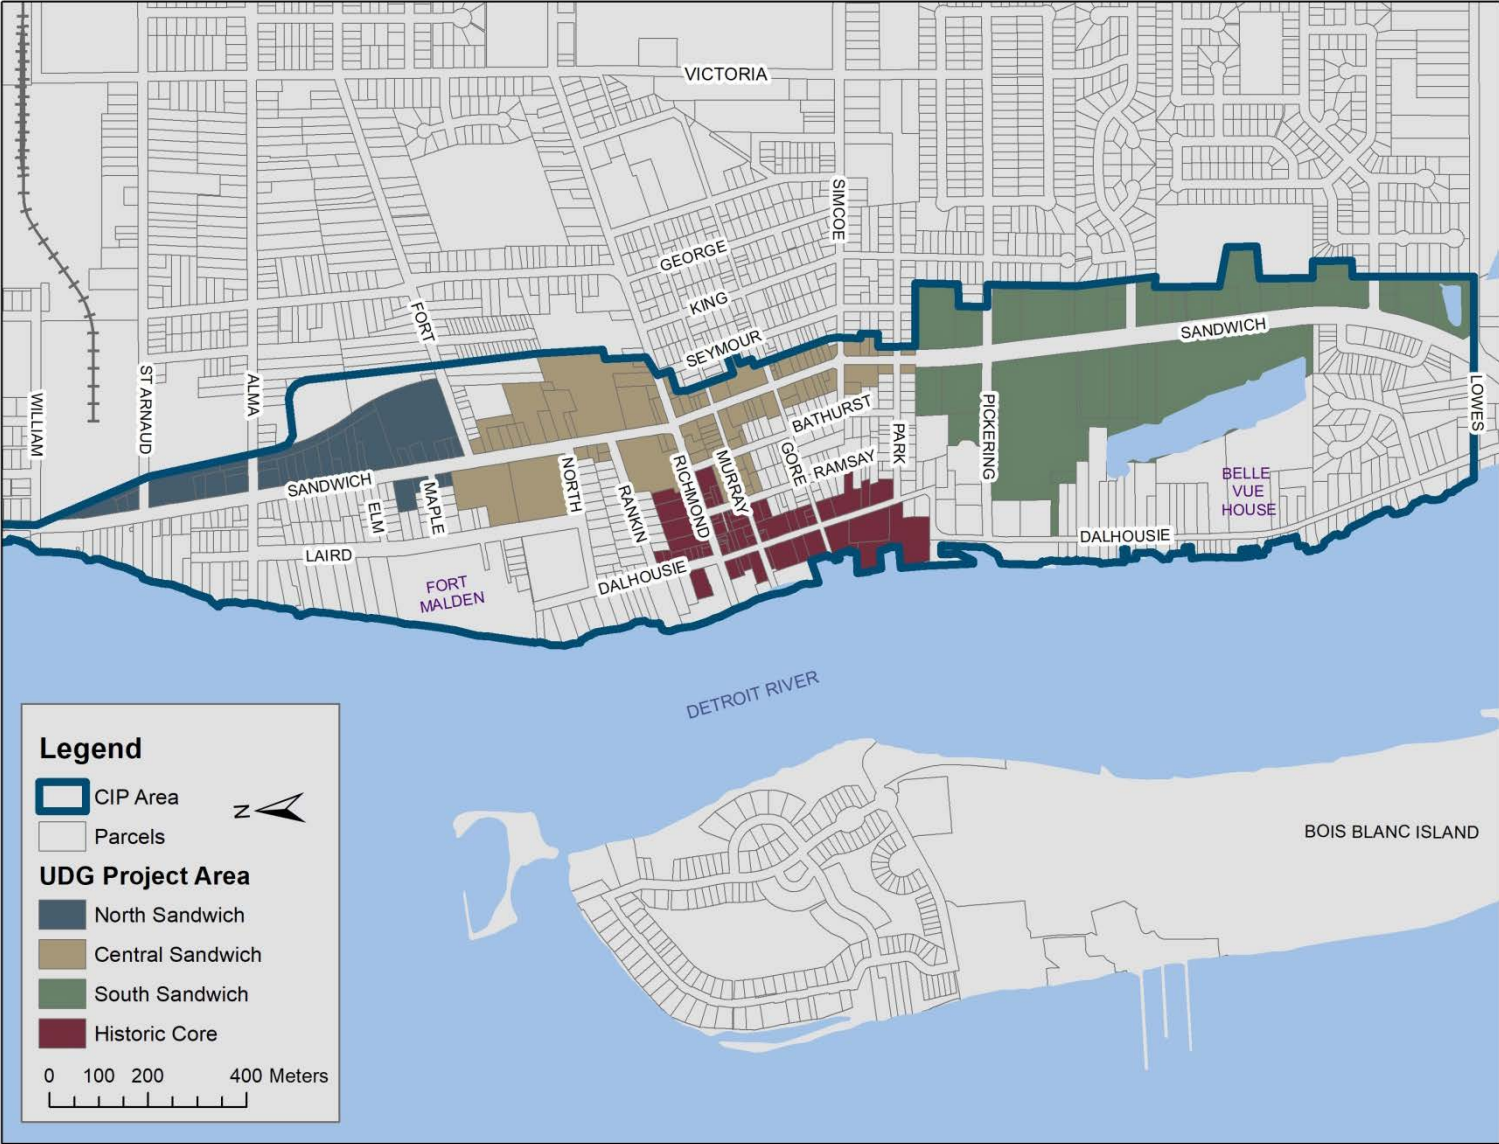 VICTORIA
SIMCOE
GEORGE
KING
SEYMOUR
FORT
SANDWICH
WILLIAM
ST ARNAUD
ALMA
LOWES
PICKERING
BATHURST
PARK
GORE
RAMSAY
MURRAY
RICHMOND
NORTH
RANKIN
SANDWICH
ELM
MAPLE
LAIRD
DALHOUSIE
DALHOUSIE
BELLE
VUE
HOUSE
FORT
MALDEN
DETROIT RIVER
BOIS BLANC ISLAND
Legend
CIP Area
N
Parcels
UDG Project Area
North Sandwich
Central Sandwich
South Sandwich
Historic Core
0 100 200 400 Meters